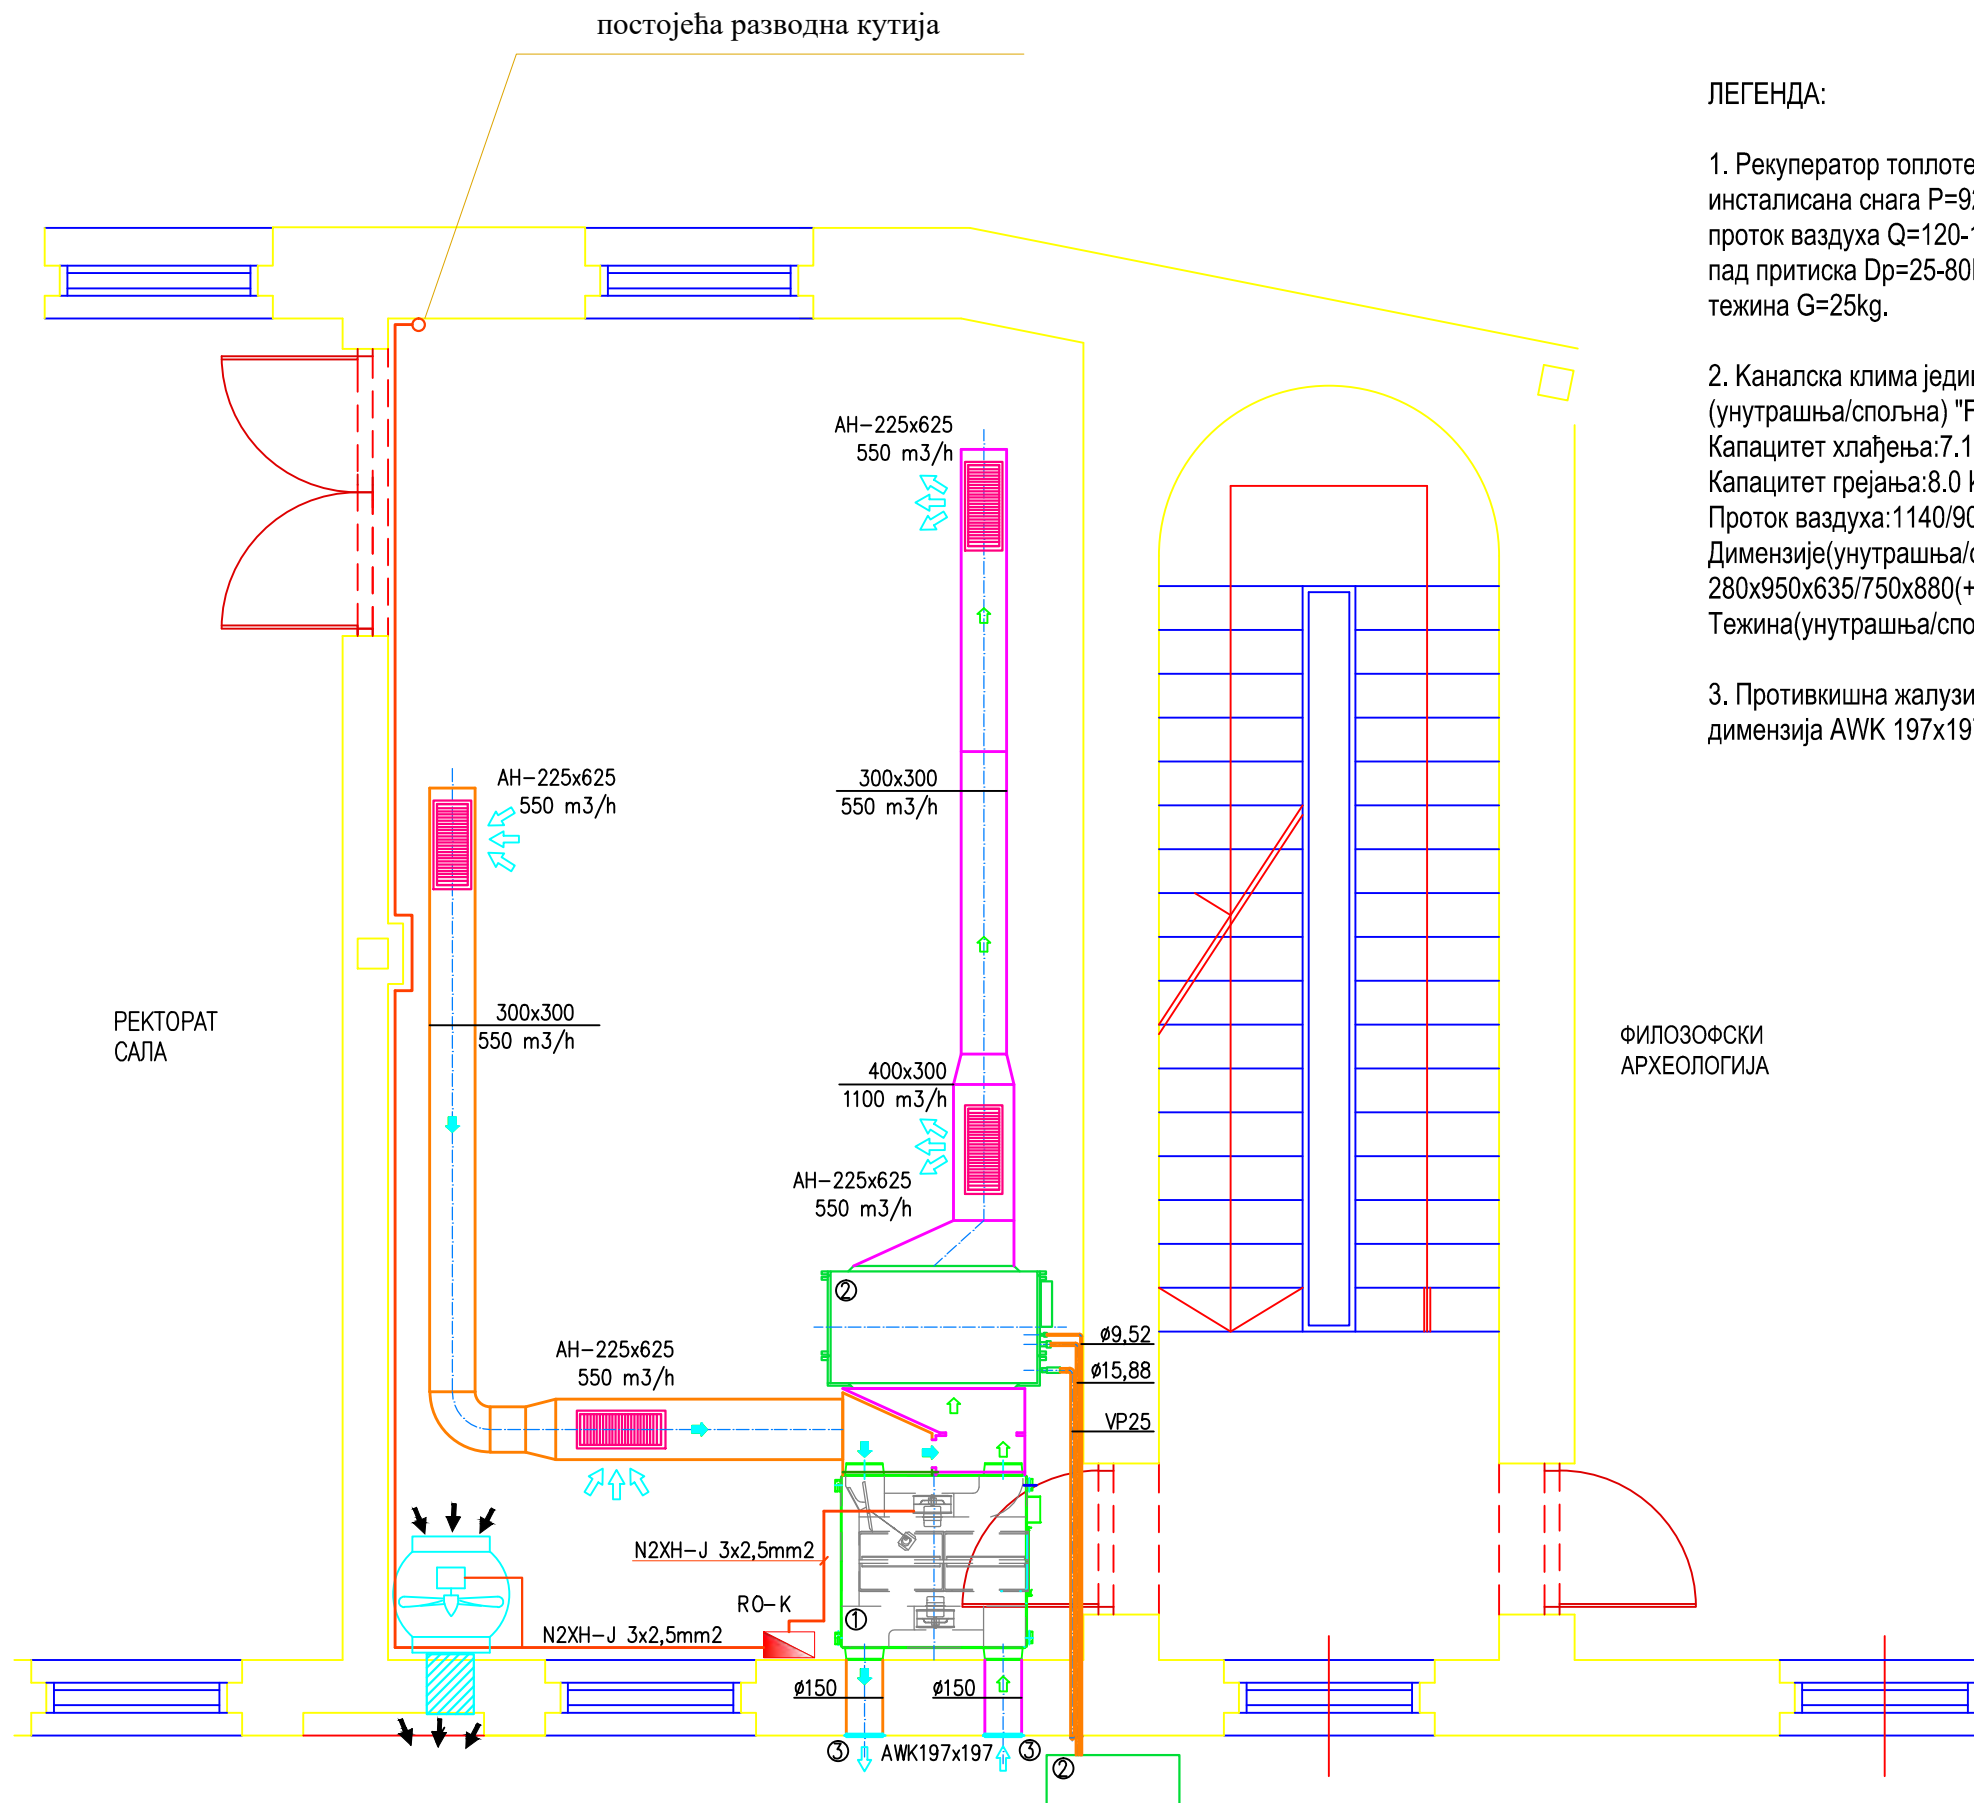 постојећа разводна кутија
ЛЕГЕНДА:
1. Рекуператор топлоте
инсталисана снага P=92
проток ваздуха Q=120-1
пад притиска Dp=25-80
тежина G=25kg.
2. Каналска клима једин
(унутрашња/спољна) "F
Капацитет хлађења:7.1
Капацитет грејања:8.0 k
Проток ваздуха:1140/90
Димензије(унутрашња/с
280x950x635/750x880(+
Тежина(унутрашња/спо
3. Противкишна жалузи
димензија AWK 197x197
AH-225x625
550 m3/h
AH-225x625
550 m3/h
300x300
550 m3/h
300x300
550 m3/h
РЕКТОРАТ
САЛА
ФИЛОЗОФСКИ
АРХЕОЛОГИЈА
400x300
1100 m3/h
AH-225x625
550 m3/h
2
AH-225x625
550 m3/h
ø9,52
ø15,88
VP25
N2XH-J 3x2,5mm2
RO-K
1
N2XH-J 3x2,5mm2
ø150
ø150
3
AWK197x197
3
2